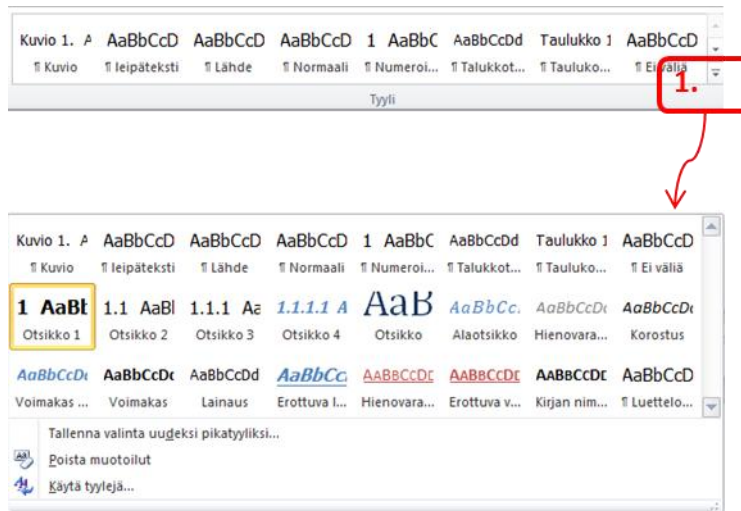 Kuvio 1. A AaBbCcD AaBbCcD AaBbCcD 1 AaBbC AaBbCcDd Taulukko 1 AaBbCcD
¶ Kuvio ¶ leipäteksti ¶ Lähde ¶ Normaali ¶ Numeroi... ¶ Talukkot... ¶ Tauluko... ¶ Ei väliä
1.
Tyyli
Kuvio 1. A AaBbCcD AaBbCcD AaBbCcD 1 AaBbC AaBbCcDd Taulukko 1 AaBbCcD
¶ Kuvio ¶ leipäteksti ¶ Lähde ¶ Normaali ¶ Numeroi... ¶ Talukkot... ¶ Tauluko... ¶ Ei väliä
1 AaBb 1.1 AaBl 1.1.1 Aa 1.1.1.1 A AaB AaBbCc. AaBbCcDc AaBbCcDc
Otsikko 1 Otsikko 2 Otsikko 3 Otsikko 4 Otsikko Alaotsikko Hienovara... Korostus
AaBbCcDc AaBbCcDc AaBbCcDd AaBbCc AaBbCcDd AaBbCcDd AaBbCcDd AaBbCcD
Voimakas ... Voimakas Lainaus Erottuva l... Hienovara... Erottuva v... Kirjan nim... ¶ Luettelo...
Tallenna valinta uudeksi pikatyyliksi...
Poista muotoilut
Käytä tyylejä...